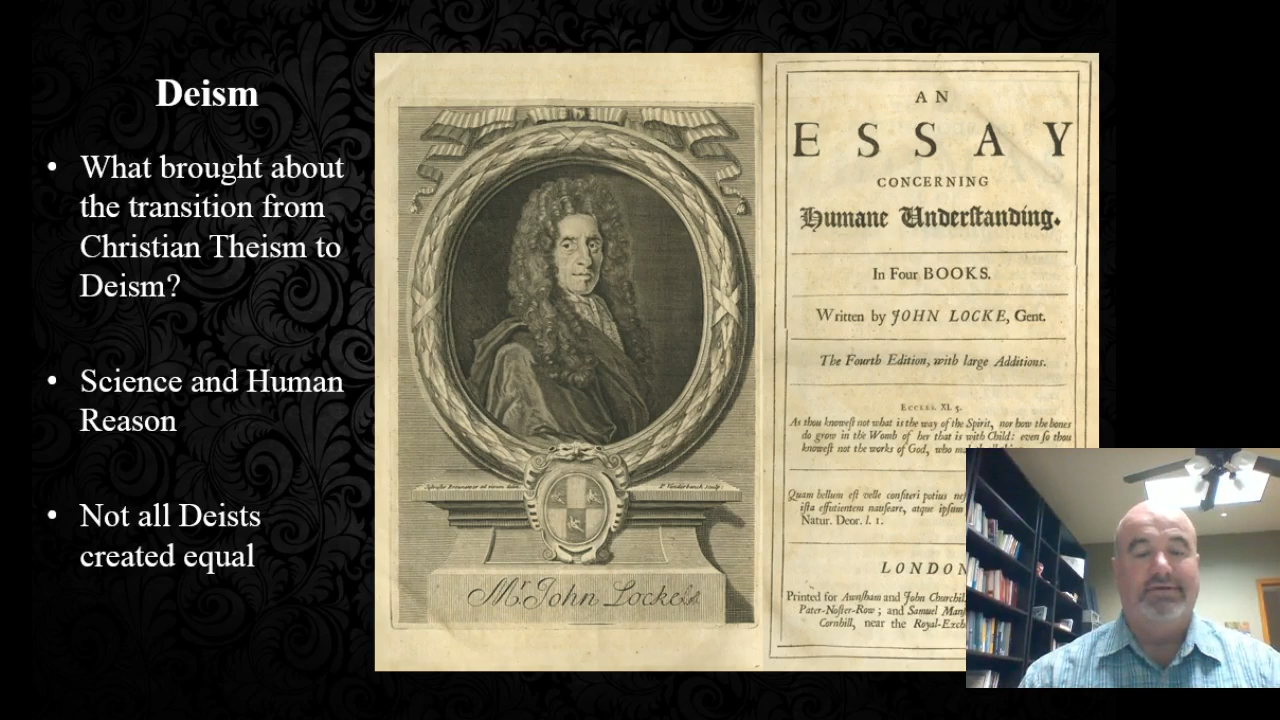 Deism
• What brought about
the transition from
Christian Theism to
Deism?
• Science and Human
Reason
• Not all Deists
created equal
Mr John Locke
AN
ESSAY
CONCERNING
Humane Underſtanding.
In Four BOOKS.
Written by JOHN LOCKE, Gent.
The Fourth Edition, with large Additions.
ECCLES. XI. 5.
As thou knoweſt not what is the way of the Spirit, nor how the bones
do grow in the Womb of her that is with Child: even ſo thou
knoweſt not the works of God, who
Quam bellum eſt velle confiteri potius
iſta effutientem nauſeare, atque ipſum
Natur. Deor. l. 1.
LONDON
Printed for Awnſham and John Churchil
Pater-Noſter-Row; and Samuel
Cornhill, near the